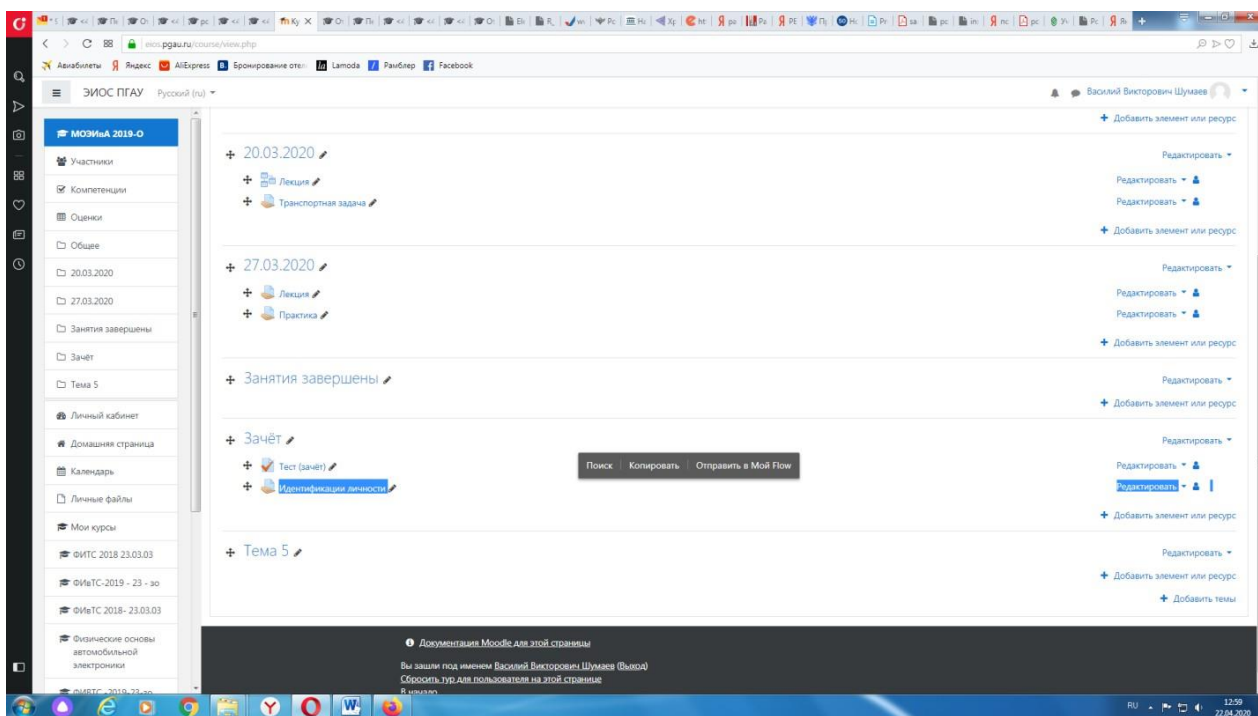 eios.pgau.ru/course/view.php
Авиабилеты Яндекс AliExpress Бронирование отел Lamoda Рамблер Facebook
ЭИОС ПГАУ Русский (ru)
Василий Викторович Шумаев
МОЭИвА 2019-О
Участники
Компетенции
Оценки
Общее
20.03.2020
27.03.2020
Занятия завершены
Зачёт
Тема 5
Личный кабинет
Домашняя страница
Календарь
Личные файлы
Мои курсы
ФИТС 2018 23.03.03
ФИвТС-2019 - 23 - зо
ФИвТС 2018- 23.03.03
Физические основы
автомобильной
электроники
Добавить элемент или ресурс
20.03.2020 Редактировать
Лекция Редактировать
Транспортная задача Редактировать
Добавить элемент или ресурс
27.03.2020 Редактировать
Лекция Редактировать
Практика Редактировать
Добавить элемент или ресурс
Занятия завершены Редактировать
Добавить элемент или ресурс
Зачёт Редактировать
Поиск Копировать Отправить в Мой Flow
Тест (зачёт) Редактировать
Идентификации личности Редактировать
Добавить элемент или ресурс
Тема 5 Редактировать
Добавить элемент или ресурс
Добавить темы
Документация Moodle для этой страницы
Вы зашли под именем Василий Викторович Шумаев (Выход)
Сбросить тур для пользователя на этой странице
В начало
RU 12:59
22.04.2020